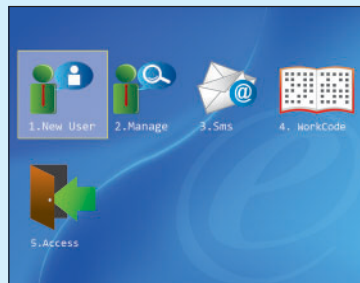 1.New User
2.Manage
3.Sms
4. WorkCode
5.Access